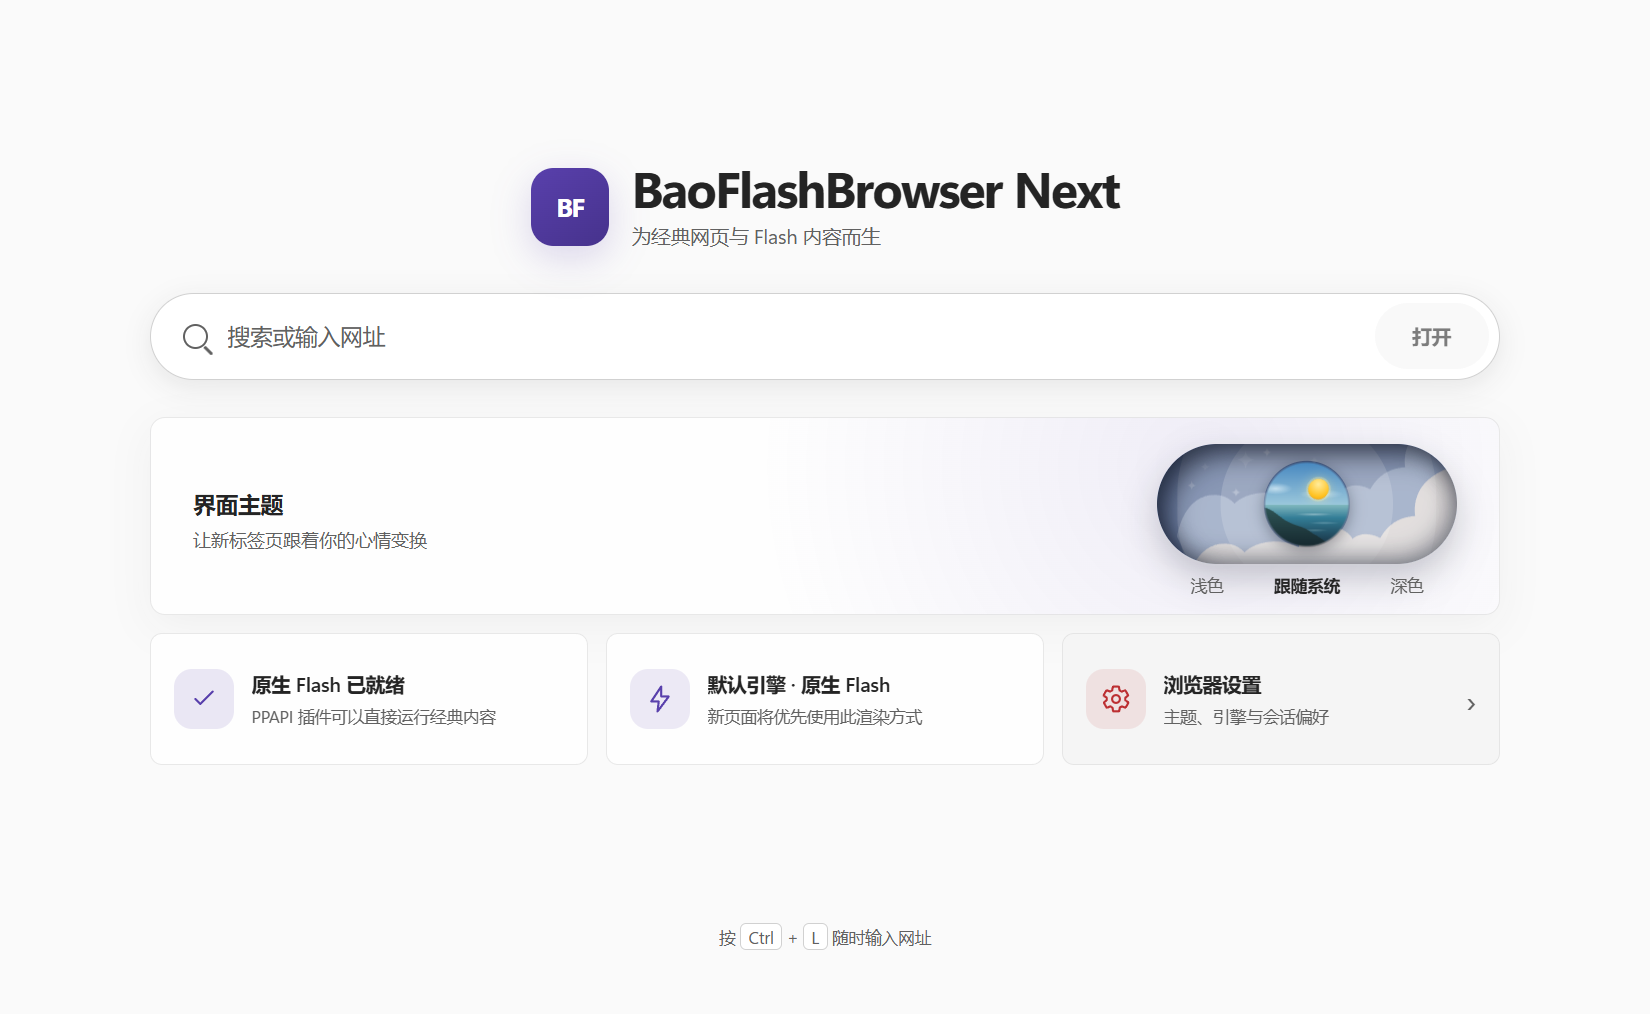 BF
BaoFlashBrowser Next
为经典网页与 Flash 内容而生
搜索或输入网址
打开
界面主题
让新标签页跟着你的心情变换
浅色
跟随系统
深色
原生 Flash 已就绪
PPAPI 插件可以直接运行经典内容
默认引擎 · 原生 Flash
新页面将优先使用此渲染方式
浏览器设置
主题、引擎与会话偏好
按 Ctrl + L 随时输入网址